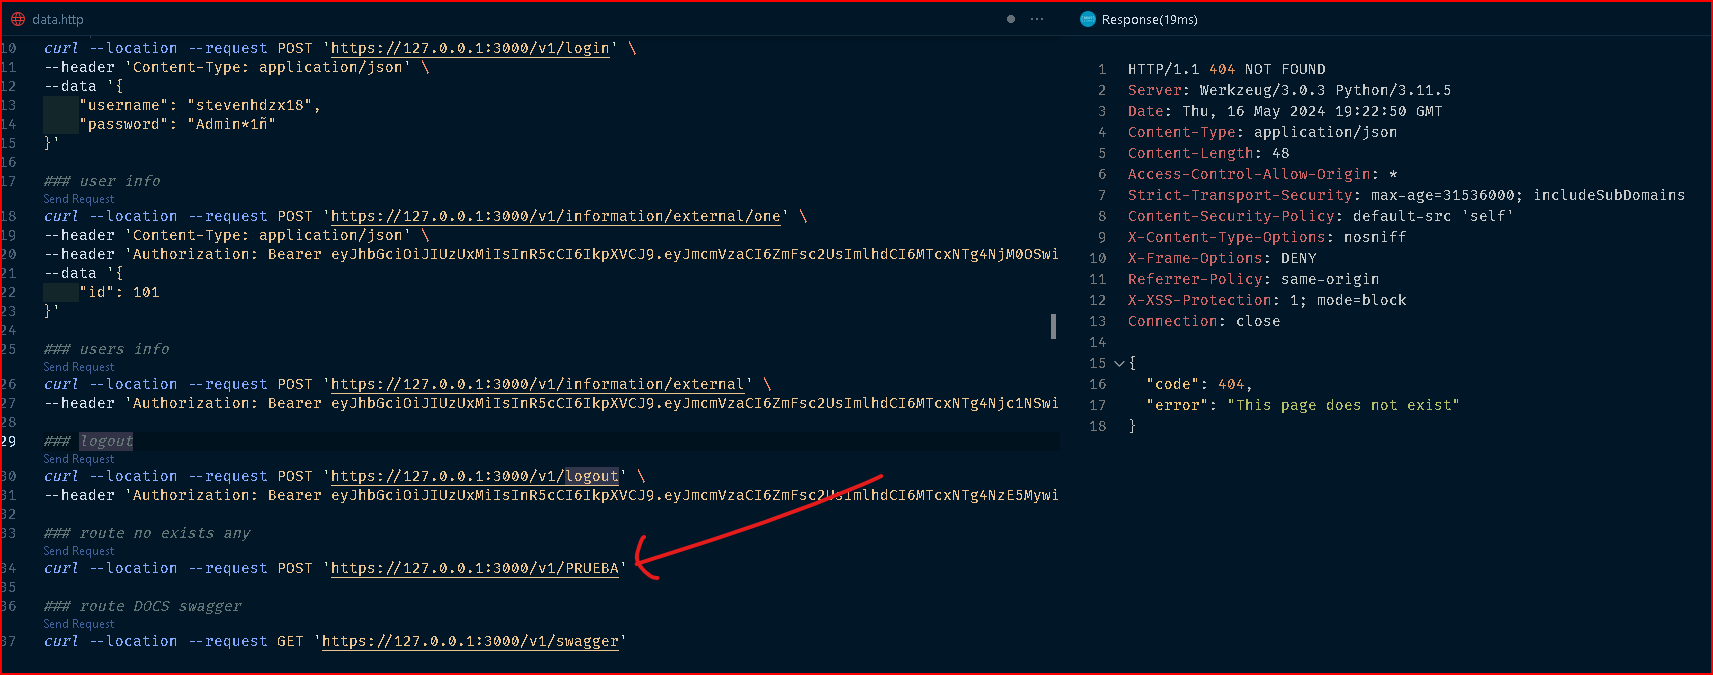 data.http
10 curl --location --request POST 'https://127.0.0.1:3000/v1/login' \
11 --header 'Content-Type: application/json' \
12 --data '{
13 "username": "stevenhdzx18",
14 "password": "Admin*1ñ"
15 }'
16
17 ### user info
Send Request
18 curl --location --request POST 'https://127.0.0.1:3000/v1/information/external/one' \
19 --header 'Content-Type: application/json' \
20 --header 'Authorization: Bearer eyJhbGciOiJIUzUxMiIsInR5cCI6IkpXVCJ9.eyJmcmVzaCI6ZmFsc2UsImlhdCI6MTcxNTg4NjM0OSwi
21 --data '{
22 "id": 101
23 }'
24
25 ### users info
Send Request
26 curl --location --request POST 'https://127.0.0.1:3000/v1/information/external' \
27 --header 'Authorization: Bearer eyJhbGciOiJIUzUxMiIsInR5cCI6IkpXVCJ9.eyJmcmVzaCI6ZmFsc2UsImlhdCI6MTcxNTg4Njc1NSwi
28
29 ### logout
Send Request
30 curl --location --request POST 'https://127.0.0.1:3000/v1/logout' \
31 --header 'Authorization: Bearer eyJhbGciOiJIUzUxMiIsInR5cCI6IkpXVCJ9.eyJmcmVzaCI6ZmFsc2UsImlhdCI6MTcxNTg4NzE5Mywi
32
33 ### route no exists any
Send Request
34 curl --location --request POST 'https://127.0.0.1:3000/v1/PRUEBA'
35
36 ### route DOCS swagger
Send Request
37 curl --location --request GET 'https://127.0.0.1:3000/v1/swagger'
Response(19ms)
1 HTTP/1.1 404 NOT FOUND
2 Server: Werkzeug/3.0.3 Python/3.11.5
3 Date: Thu, 16 May 2024 19:22:50 GMT
4 Content-Type: application/json
5 Content-Length: 48
6 Access-Control-Allow-Origin: *
7 Strict-Transport-Security: max-age=31536000; includeSubDomains
8 Content-Security-Policy: default-src 'self'
9 X-Content-Type-Options: nosniff
10 X-Frame-Options: DENY
11 Referrer-Policy: same-origin
12 X-XSS-Protection: 1; mode=block
13 Connection: close
14
15 {
16 "code": 404,
17 "error": "This page does not exist"
18 }